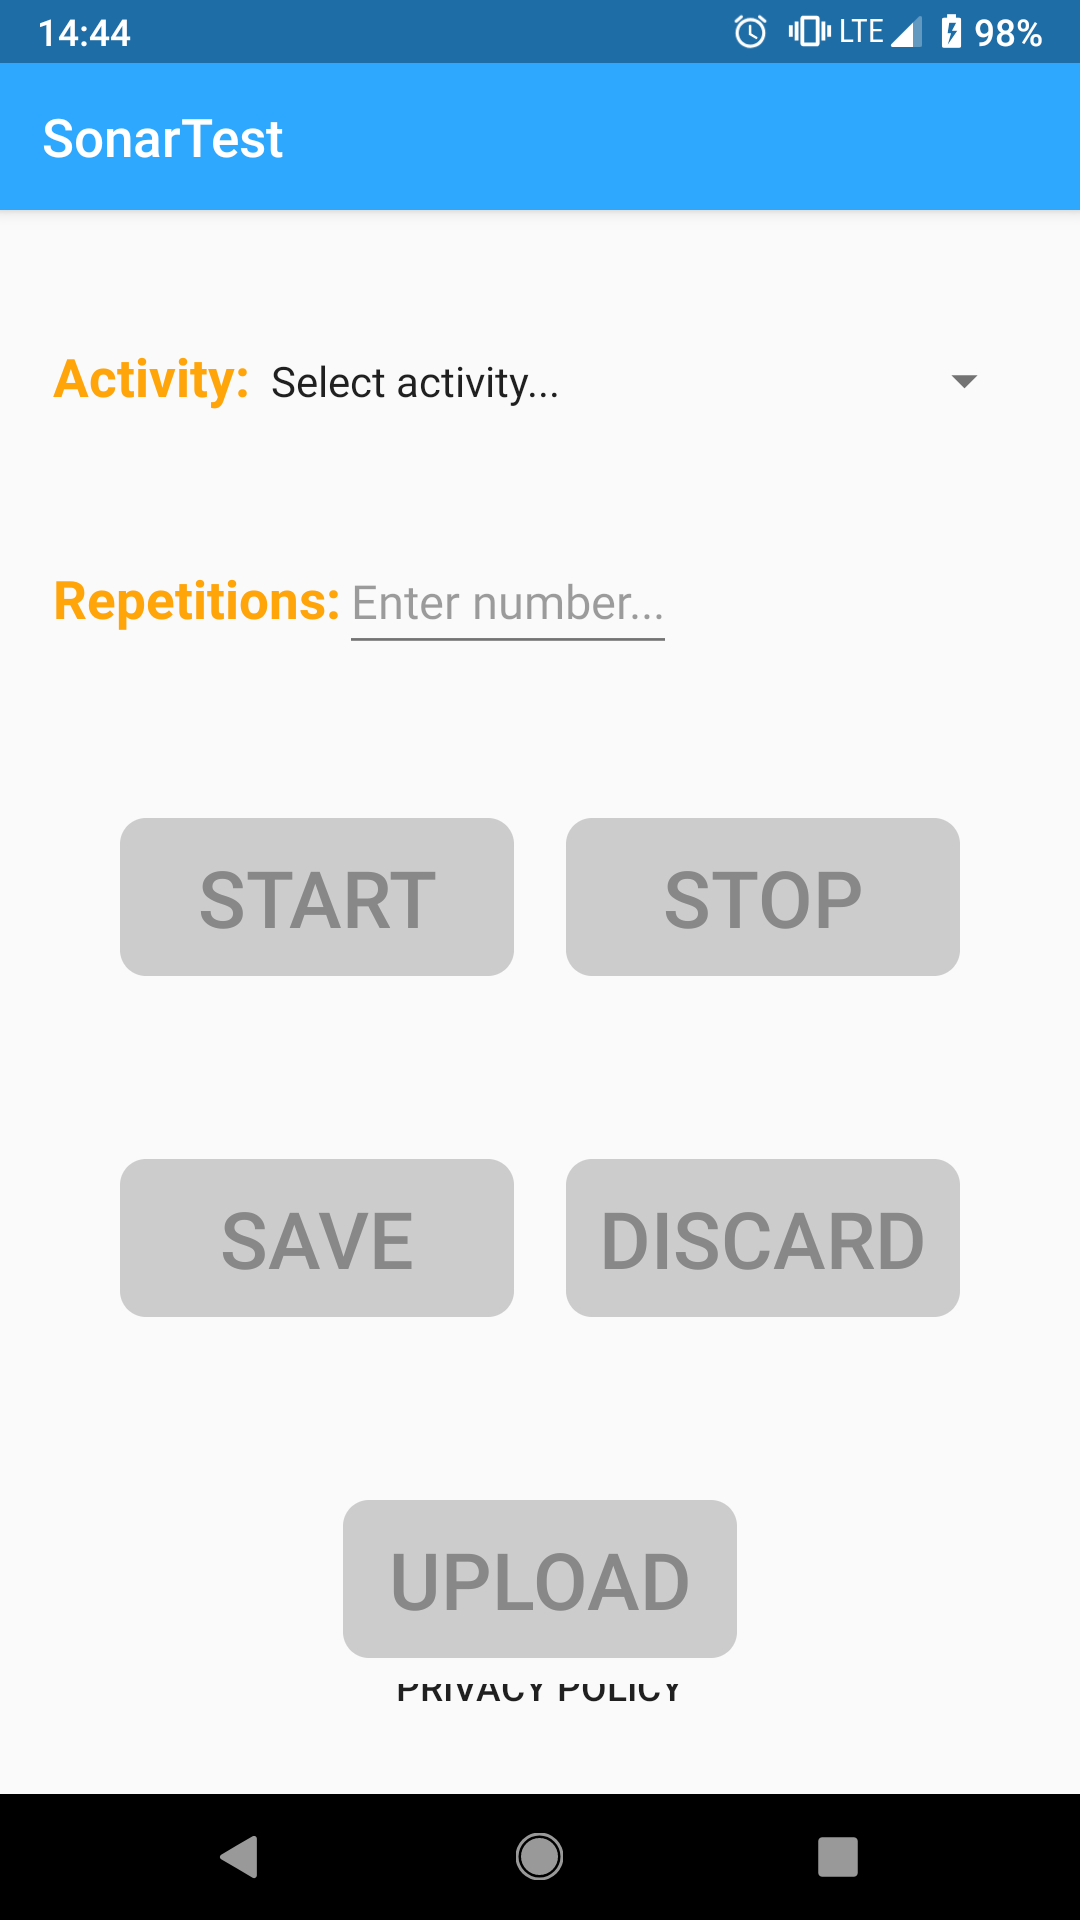 14:44 LTE 98%
SonarTest
Activity: Select activity...
Repetitions: Enter number...
START STOP
SAVE DISCARD
UPLOAD
PRIVACY POLICY